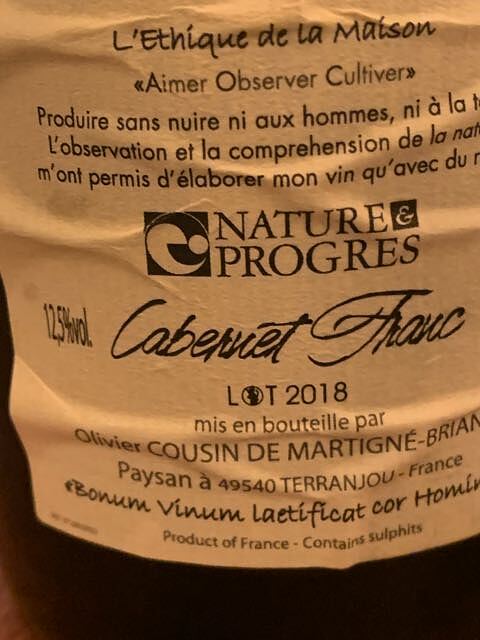 L'Ethique de la Maison
«Aimer Observer Cultiver»
Produire sans nuire ni aux hommes, ni à la
L'observation et la comprehension de la
m'ont permis d'élaborer mon vin qu'avec du
NATURE &
PROGRES
12,5%vol.
Cabernet Franc
LOT 2018
mis en bouteille par
Olivier COUSIN DE MARTIGNÉ-BRIAN
Paysan à 49540 TERRANJOU - France
«Bonum Vinum laetificat cor
Product of France - Contains sulphits